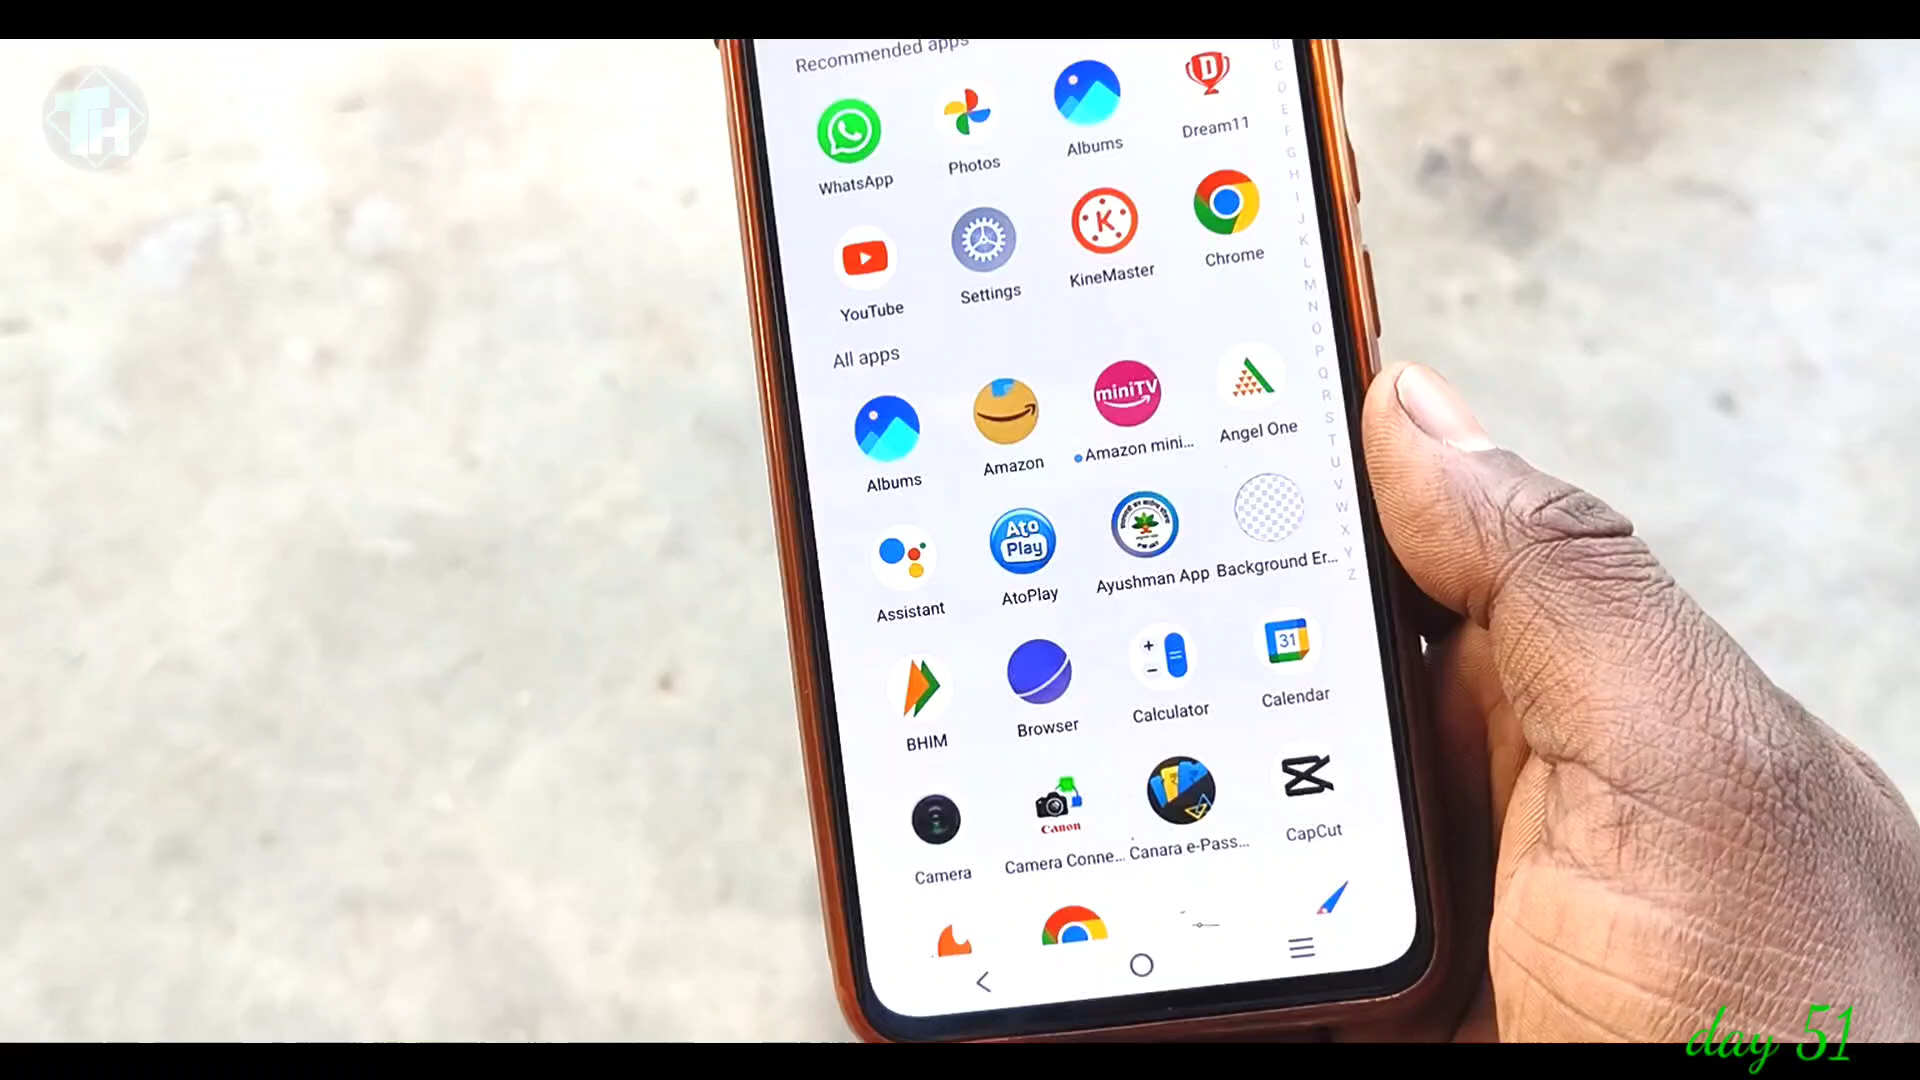 TH
Recommended apps
WhatsApp
Photos
Albums
D
Dream11
YouTube
Settings
K
KineMaster
Chrome
All apps
Albums
Amazon
miniTV
Amazon mini...
Angel One
Assistant
Ato
Play
AtoPlay
Ayushman App
Background Er...
BHIM
Browser
Calculator
31
Calendar
Camera
Canon
Camera Conne...
Canara e-Pass...
CapCut
B
C
D
E
F
G
H
I
J
K
L
M
N
O
P
Q
R
S
T
U
V
W
X
Y
Z
day 51